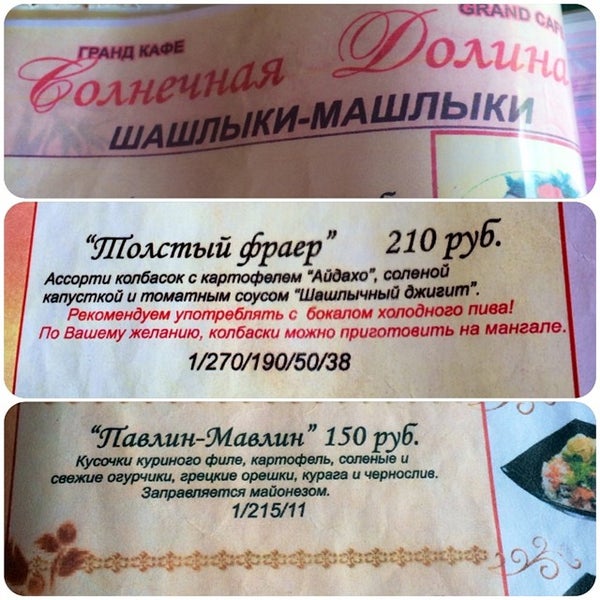 GRAND CAFE
ГРАНД КАФЕ
Солнечная Долина
ШАШЛЫКИ-МАШЛЫКИ
“Толстый фраер” 210 руб.
Ассорти колбасок с картофелем “Айдахо”, соленой
капусткой и томатным соусом “Шашлычный джигит”.
Рекомендуем употреблять с бокалом холодного пива!
По Вашему желанию, колбаски можно приготовить на мангале.
1/270/190/50/38
“Павлин-Мавлин” 150 руб.
Кусочки куриного филе, картофель, соленые и
свежие огурчики, грецкие орешки, курага и чернослив.
Заправляется майонезом.
1/215/11